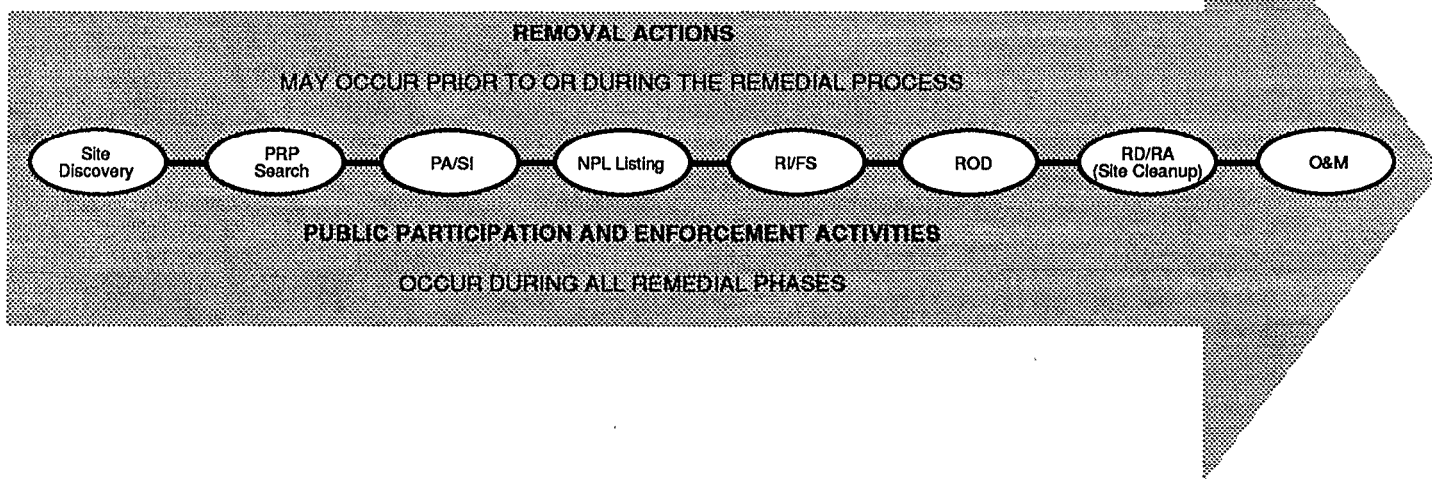 REMOVAL ACTIONS
MAY OCCUR PRIOR TO OR DURING THE REMEDIAL PROCESS
Site
Discovery
PRP
Search
PA/SI
NPL Listing
RI/FS
ROD
RD/RA
(Site Cleanup)
O&M
PUBLIC PARTICIPATION AND ENFORCEMENT ACTIVITIES
OCCUR DURING ALL REMEDIAL PHASES